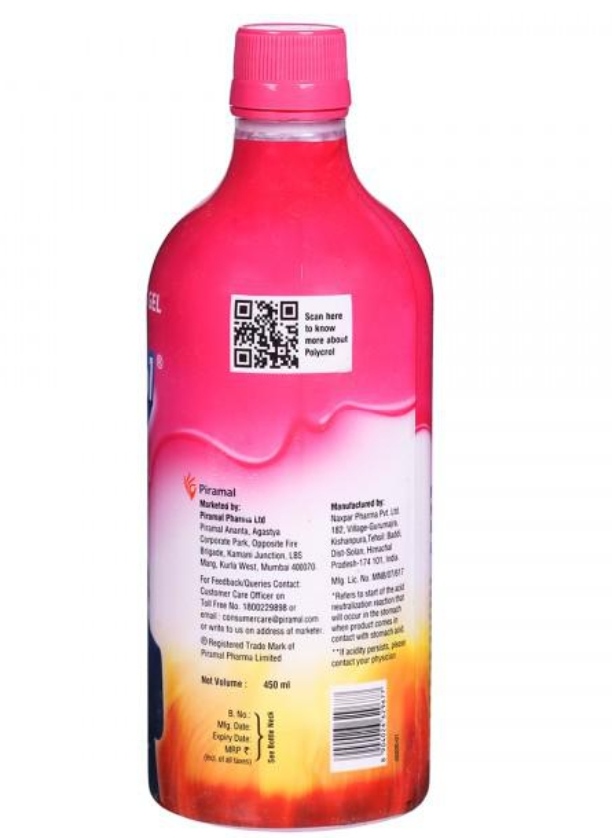 GEL
®
Scan here
to know
more about
Polycrol
Piramal
Marketed by:
Piramal Pharma Ltd
Piramal Ananta, Agastya
Corporate Park, Opposite Fire
Brigade, Kamani Junction, LBS
Marg, Kurla West, Mumbai 400070.
For Feedback/Queries Contact:
Customer Care Officer on
Toll Free No. 1800229898 or
email : consumercare@piramal.com
or write to us on address of marketer.
®Registered Trade Mark of
Piramal Pharma Limited
Net Volume : 450 ml
B. No.:
Mfg. Date:
Expiry Date:
MRP ₹
(Incl. of all taxes)
See Bottle Neck
Manufactured by:
Naxpar Pharma Pvt. Ltd.
182, Village-Gurumajra,
Kishanpura, Tehsil: Baddi,
Dist-Solan, Himachal
Pradesh-174 101, India.
Mfg. Lic. No.
*Refers to start of the acid
neutralization reaction that
will occur in the stomach
when product comes in
contact with stomach acid.
**If acidity persists, please
contact your physician